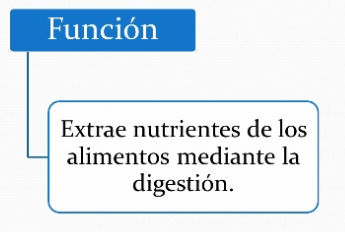 Función
Extrae nutrientes de los
alimentos mediante la
digestión.